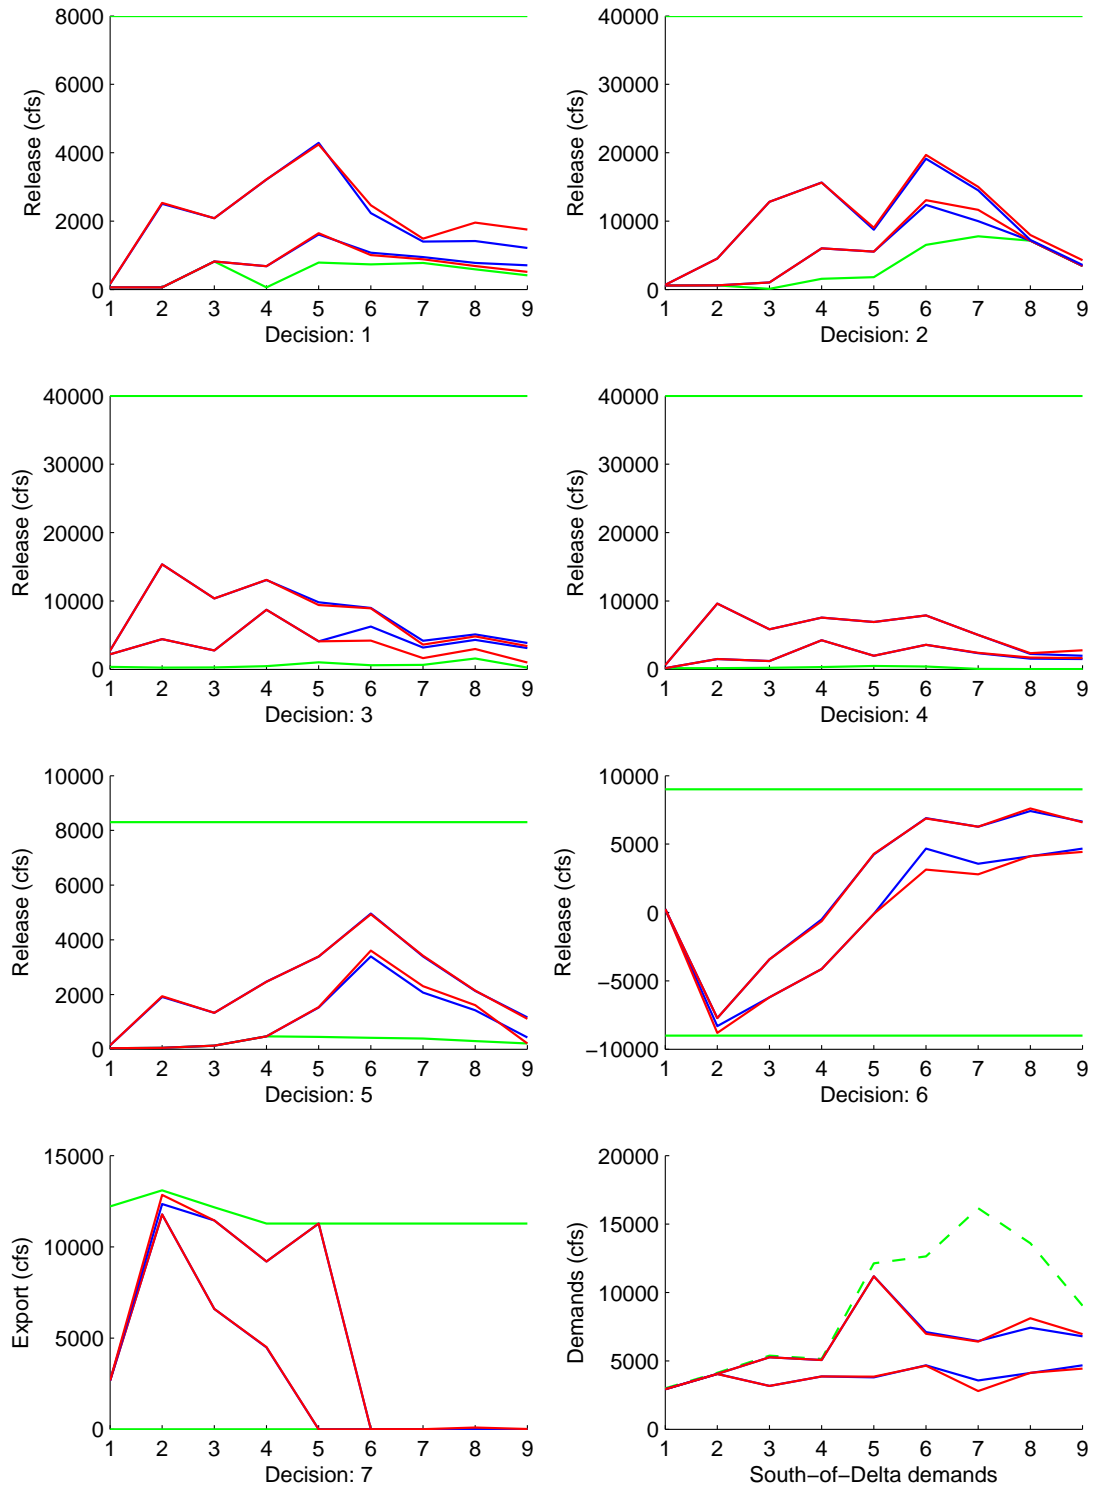 8000
6000
4000
2000
0
Release (cfs)
1 2 3 4 5 6 7 8 9
Decision: 1
40000
30000
20000
10000
0
Release (cfs)
1 2 3 4 5 6 7 8 9
Decision: 2
40000
30000
20000
10000
0
Release (cfs)
1 2 3 4 5 6 7 8 9
Decision: 3
40000
30000
20000
10000
0
Release (cfs)
1 2 3 4 5 6 7 8 9
Decision: 4
10000
8000
6000
4000
2000
0
Release (cfs)
1 2 3 4 5 6 7 8 9
Decision: 5
10000
5000
0
−5000
−10000
Release (cfs)
1 2 3 4 5 6 7 8 9
Decision: 6
15000
10000
5000
0
Export (cfs)
1 2 3 4 5 6 7 8 9
Decision: 7
20000
15000
10000
5000
0
Demands (cfs)
1 2 3 4 5 6 7 8 9
South−of−Delta demands